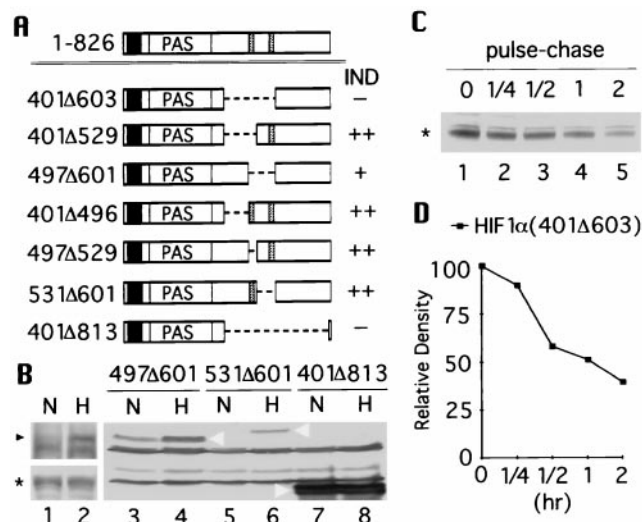 A
1-826 PAS
IND
401Δ603 PAS –
401Δ529 PAS ++
497Δ601 PAS +
401Δ496 PAS ++
497Δ529 PAS ++
531Δ601 PAS ++
401Δ813 PAS –
B
497Δ601 531Δ601 401Δ813
N H N H N H N H
*
1 2 3 4 5 6 7 8
C
pulse-chase
0 1/4 1/2 1 2
*
1 2 3 4 5
D
HIF1α(401Δ603)
Relative Density
100
75
50
25
0
0 1/4 1/2 1 2
(hr)